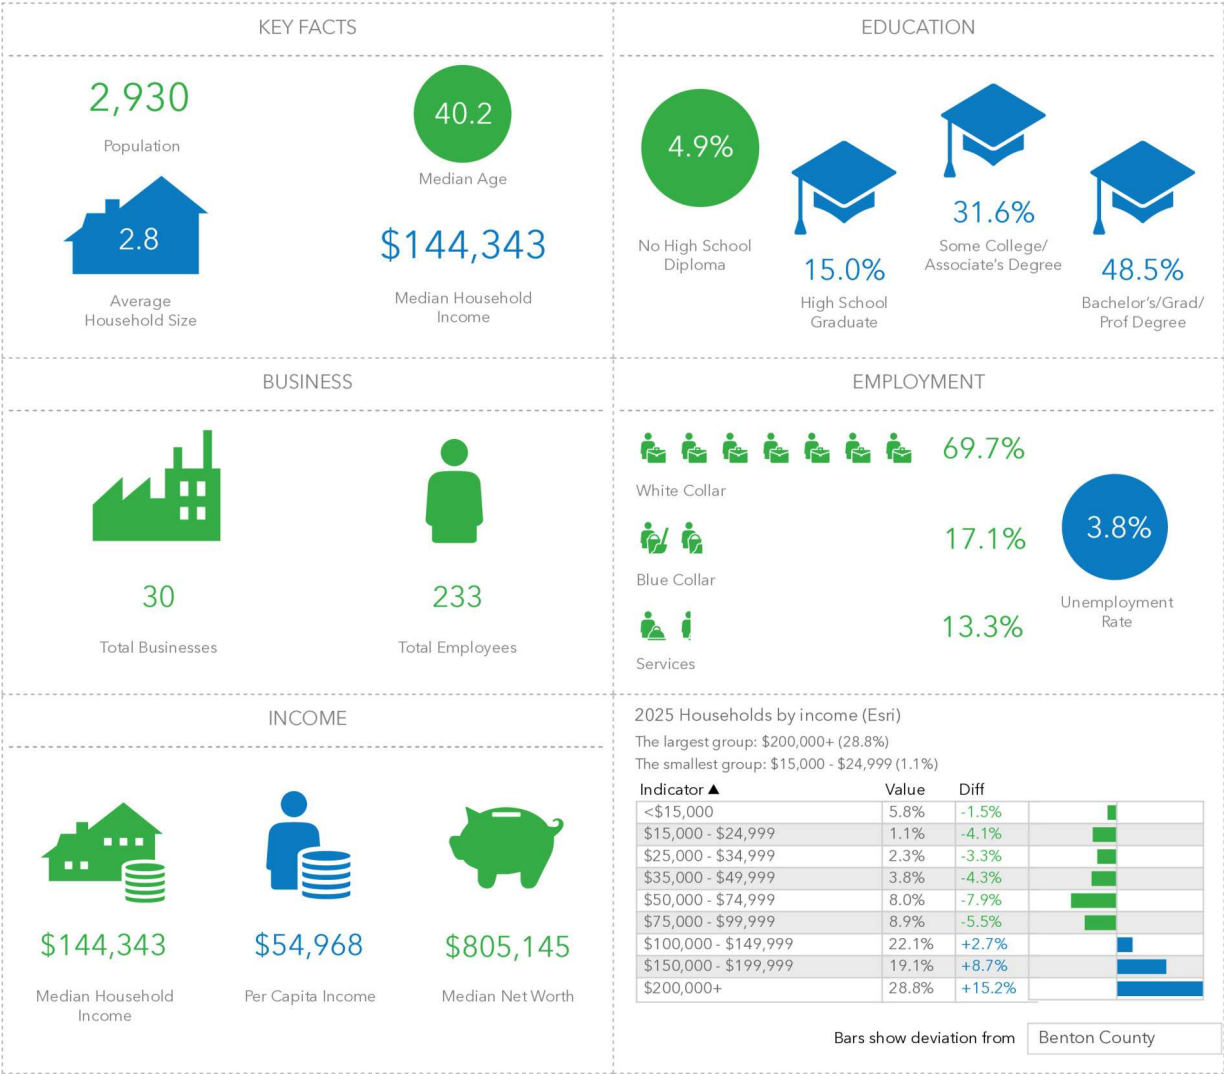 KEY FACTS
2,930
Population
40.2
Median Age
2.8
Average
Household Size
$144,343
Median Household
Income
EDUCATION
4.9%
No High School
Diploma
15.0%
High School
Graduate
31.6%
Some College/
Associate's Degree
48.5%
Bachelor's/Grad/
Prof Degree
BUSINESS
30
Total Businesses
233
Total Employees
EMPLOYMENT
69.7%
White Collar
17.1%
Blue Collar
13.3%
Services
3.8%
Unemployment
Rate
INCOME
$144,343
Median Household
Income
$54,968
Per Capita Income
$805,145
Median Net Worth
2025 Households by income (Esri)
The largest group: $200,000+ (28.8%)
The smallest group: $15,000 - $24,999 (1.1%)
Indicator ▲ Value Diff
<$15,000 5.8% -1.5%
$15,000 - $24,999 1.1% -4.1%
$25,000 - $34,999 2.3% -3.3%
$35,000 - $49,999 3.8% -4.3%
$50,000 - $74,999 8.0% -7.9%
$75,000 - $99,999 8.9% -5.5%
$100,000 - $149,999 22.1% +2.7%
$150,000 - $199,999 19.1% +8.7%
$200,000+ 28.8% +15.2%
Bars show deviation from Benton County